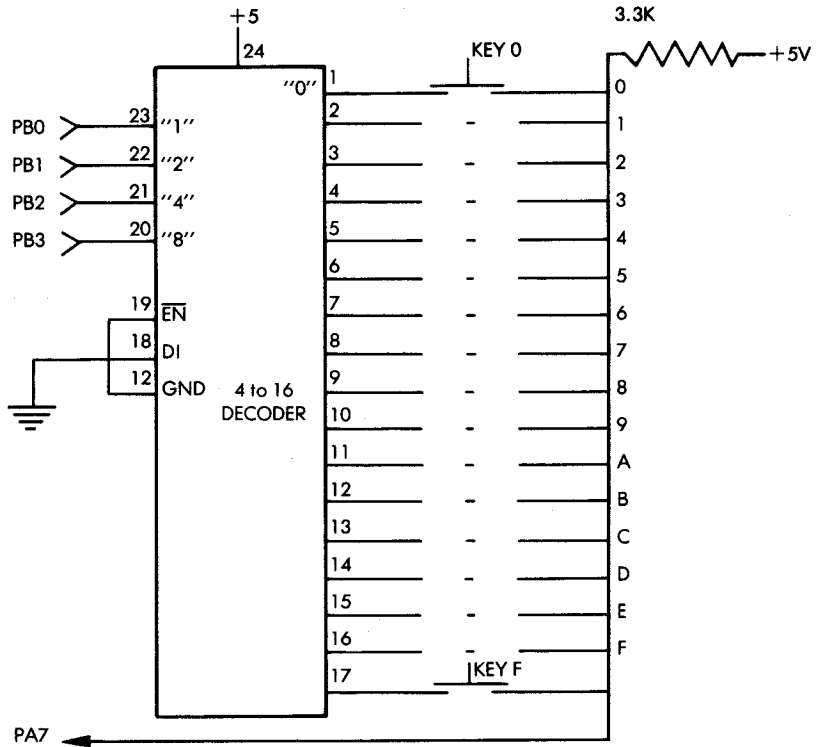 +5
3.3K
24
KEY 0
+5V
"0"
1
0
PB0
23
"1"
2
1
PB1
22
"2"
3
2
PB2
21
"4"
4
3
PB3
20
"8"
5
4
6
5
19
EN
7
6
18
DI
8
7
12
GND
4 to 16
DECODER
9
8
10
9
11
A
12
B
13
C
14
D
15
E
16
F
17
KEY F
PA7